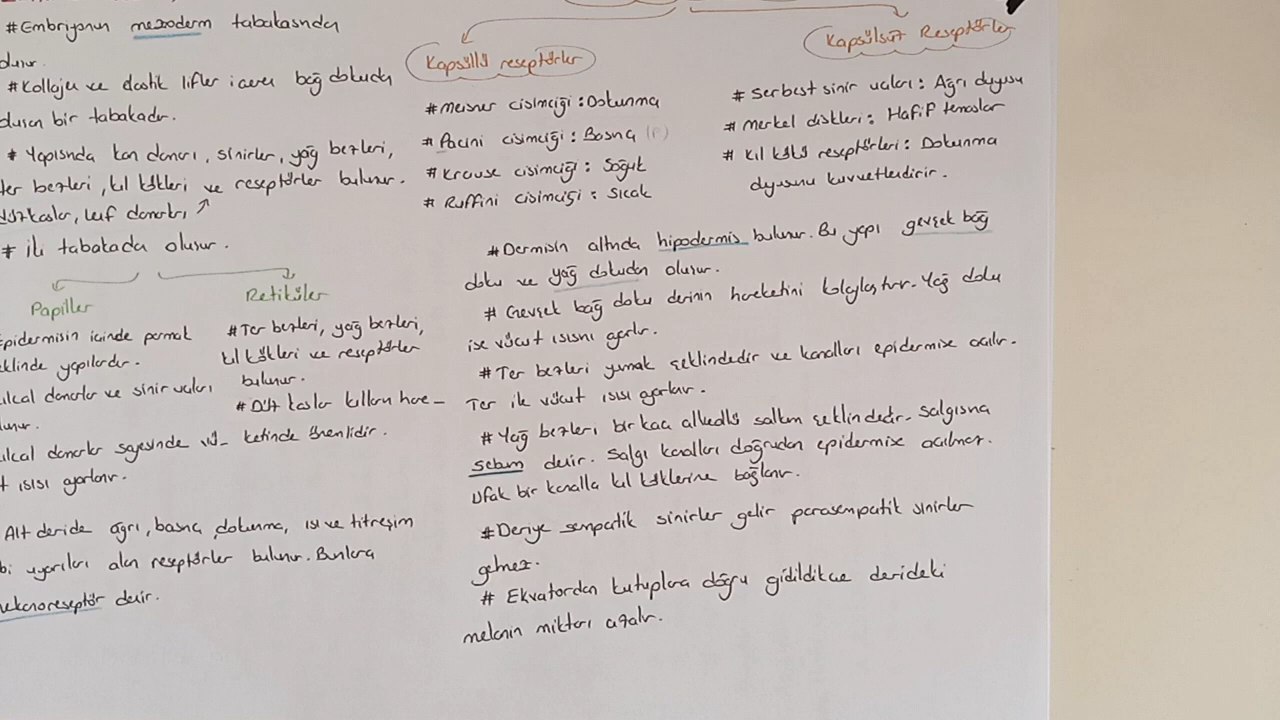 #Embriyonun mezoderm tabakasından
oluşur.
#Kollajen ve elastik lifler içeren bağ dokudan
oluşan bir tabakadır.
# Yapısında kan damarı, sinirler, yağ bezleri,
ter bezleri, kıl kökleri ve reseptörler bulunur.
düz kaslar, lenf damarları
# iki tabakadan oluşur.
Papiller
Epidermisin içinde parmak
şeklinde yapılardır.
kılcal damarlar ve sinir uçları
bulunur.
kılcal damarlar sayesinde vü-
cut ısısı ayarlanır.
Retiküler
#Ter bezleri, yağ bezleri,
kıl kökleri ve reseptörler
bulunur.
# Düz kaslar kılların hare-
ketinde önemlidir.
Alt deride ağrı, basınç, dokunma, ısı ve titreşim
gibi uyarıları alan reseptörler bulunur. Bunlara
mekanoreseptör denir.
Kapsüllü reseptörler
#Meisner cisimciği : Dokunma
# Pacini cisimciği : Basınç
# Krause cisimciği : Soğuk
# Ruffini cisimciği : Sıcak
Kapsülsüz Reseptörler
# Serbest sinir uçları : Ağrı duyusu
# Merkel diskleri : Hafif temaslar
# Kıl kökü reseptörleri : Dokunma
duyusunu kuvvetlendirir.
#Dermisin altında hipodermis bulunur. Bu yapı gevşek bağ
doku ve yağ dokudan oluşur.
# Gevşek bağ doku derinin hareketini kolaylaştırır. Yağ doku
ise vücut ısısını ayarlar.
#Ter bezleri yumak şeklindedir ve kanalları epidermise açılır.
Ter ile vücut ısısı ayarlanır.
#Yağ bezleri birkaç alveollü salkım şeklindedir. Salgısına
sebum denir. Salgı kanalları doğrudan epidermise açılmaz.
Ufak bir kanalla kıl köklerine bağlanır.
#Deriye sempatik sinirler gelir parasempatik sinirler
gelmez.
# Ekvatordan kutuplara doğru gidildikçe derideki
melanin miktarı azalır.